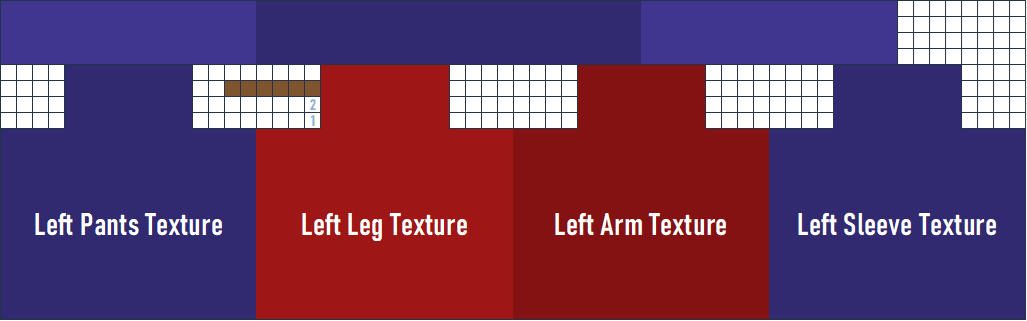 2
1
Left Pants Texture
Left Leg Texture
Left Arm Texture
Left Sleeve Texture